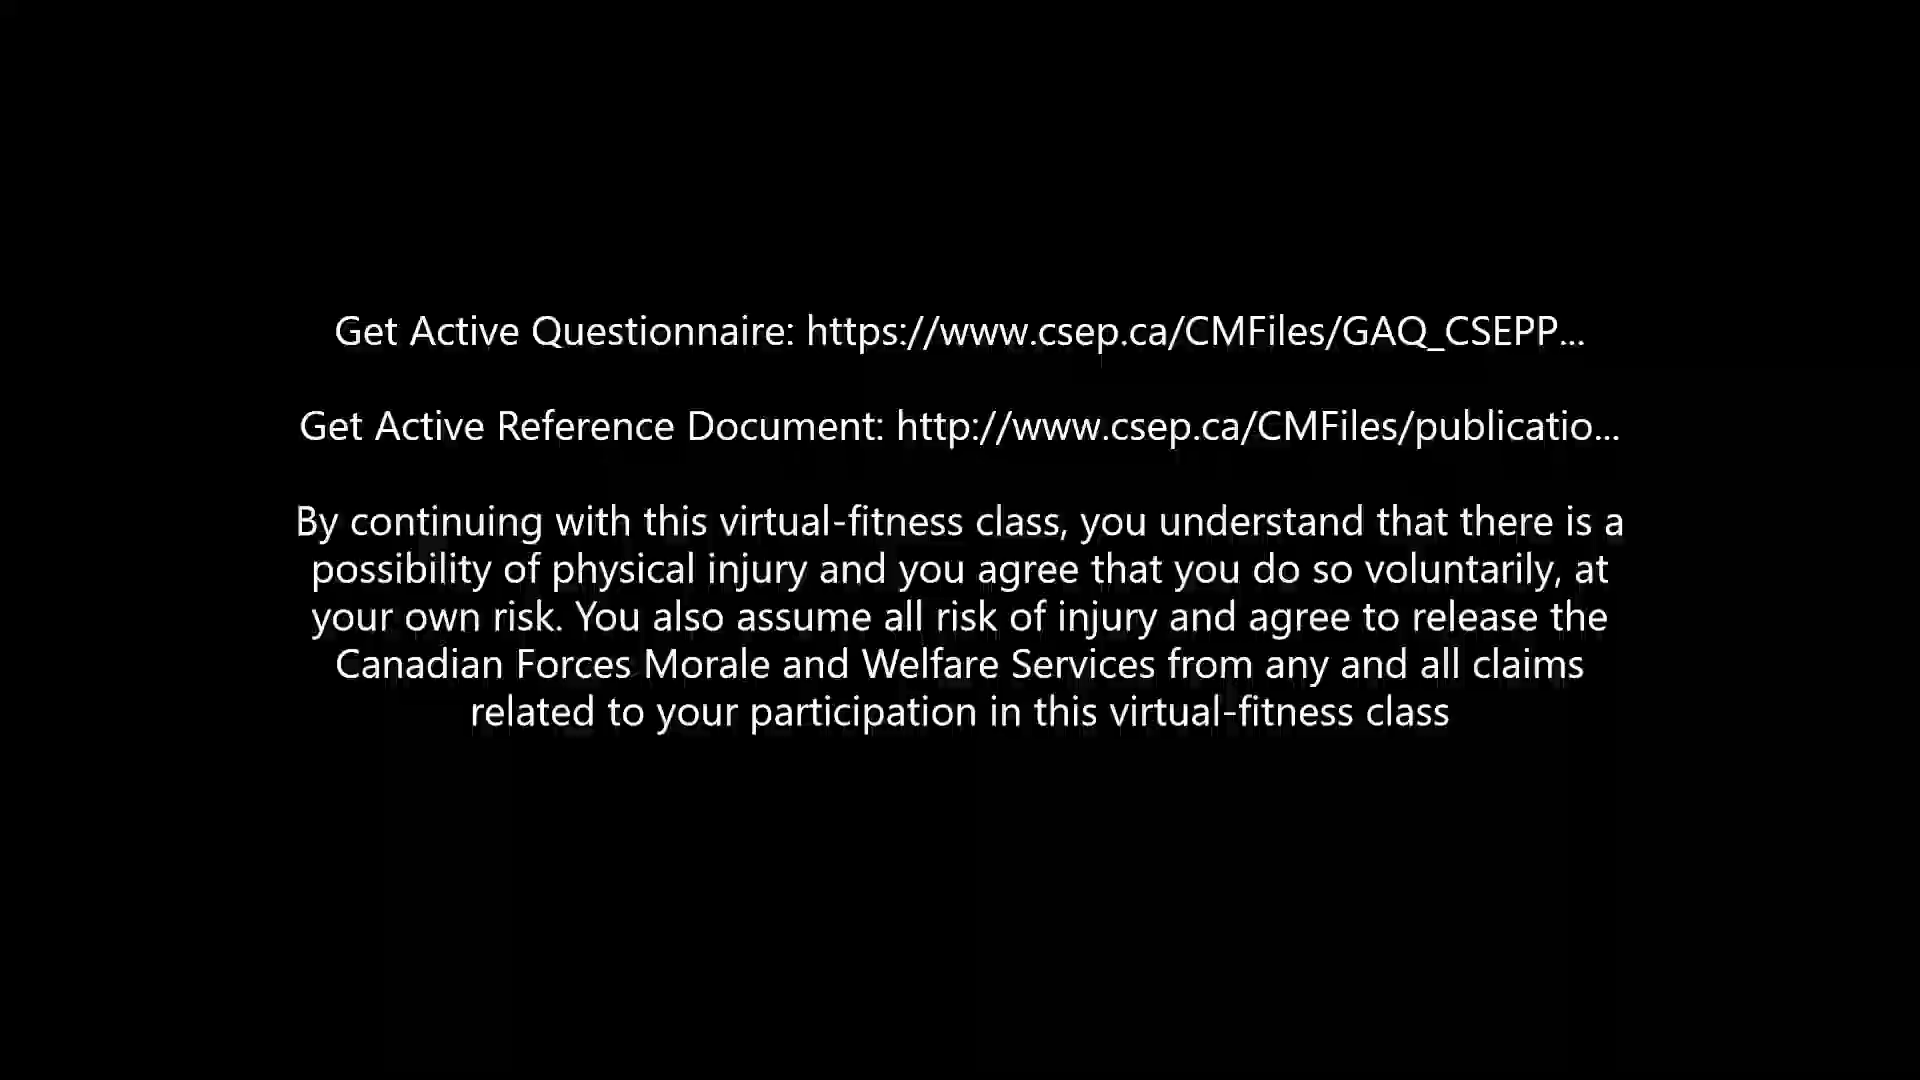 Get Active Questionnaire: https://www.csep.ca/CMFiles/GAQ_CSEPP...
Get Active Reference Document: http://www.csep.ca/CMFiles/publicatio...
By continuing with this virtual-fitness class, you understand that there is a
possibility of physical injury and you agree that you do so voluntarily, at
your own risk. You also assume all risk of injury and agree to release the
Canadian Forces Morale and Welfare Services from any and all claims
related to your participation in this virtual-fitness class